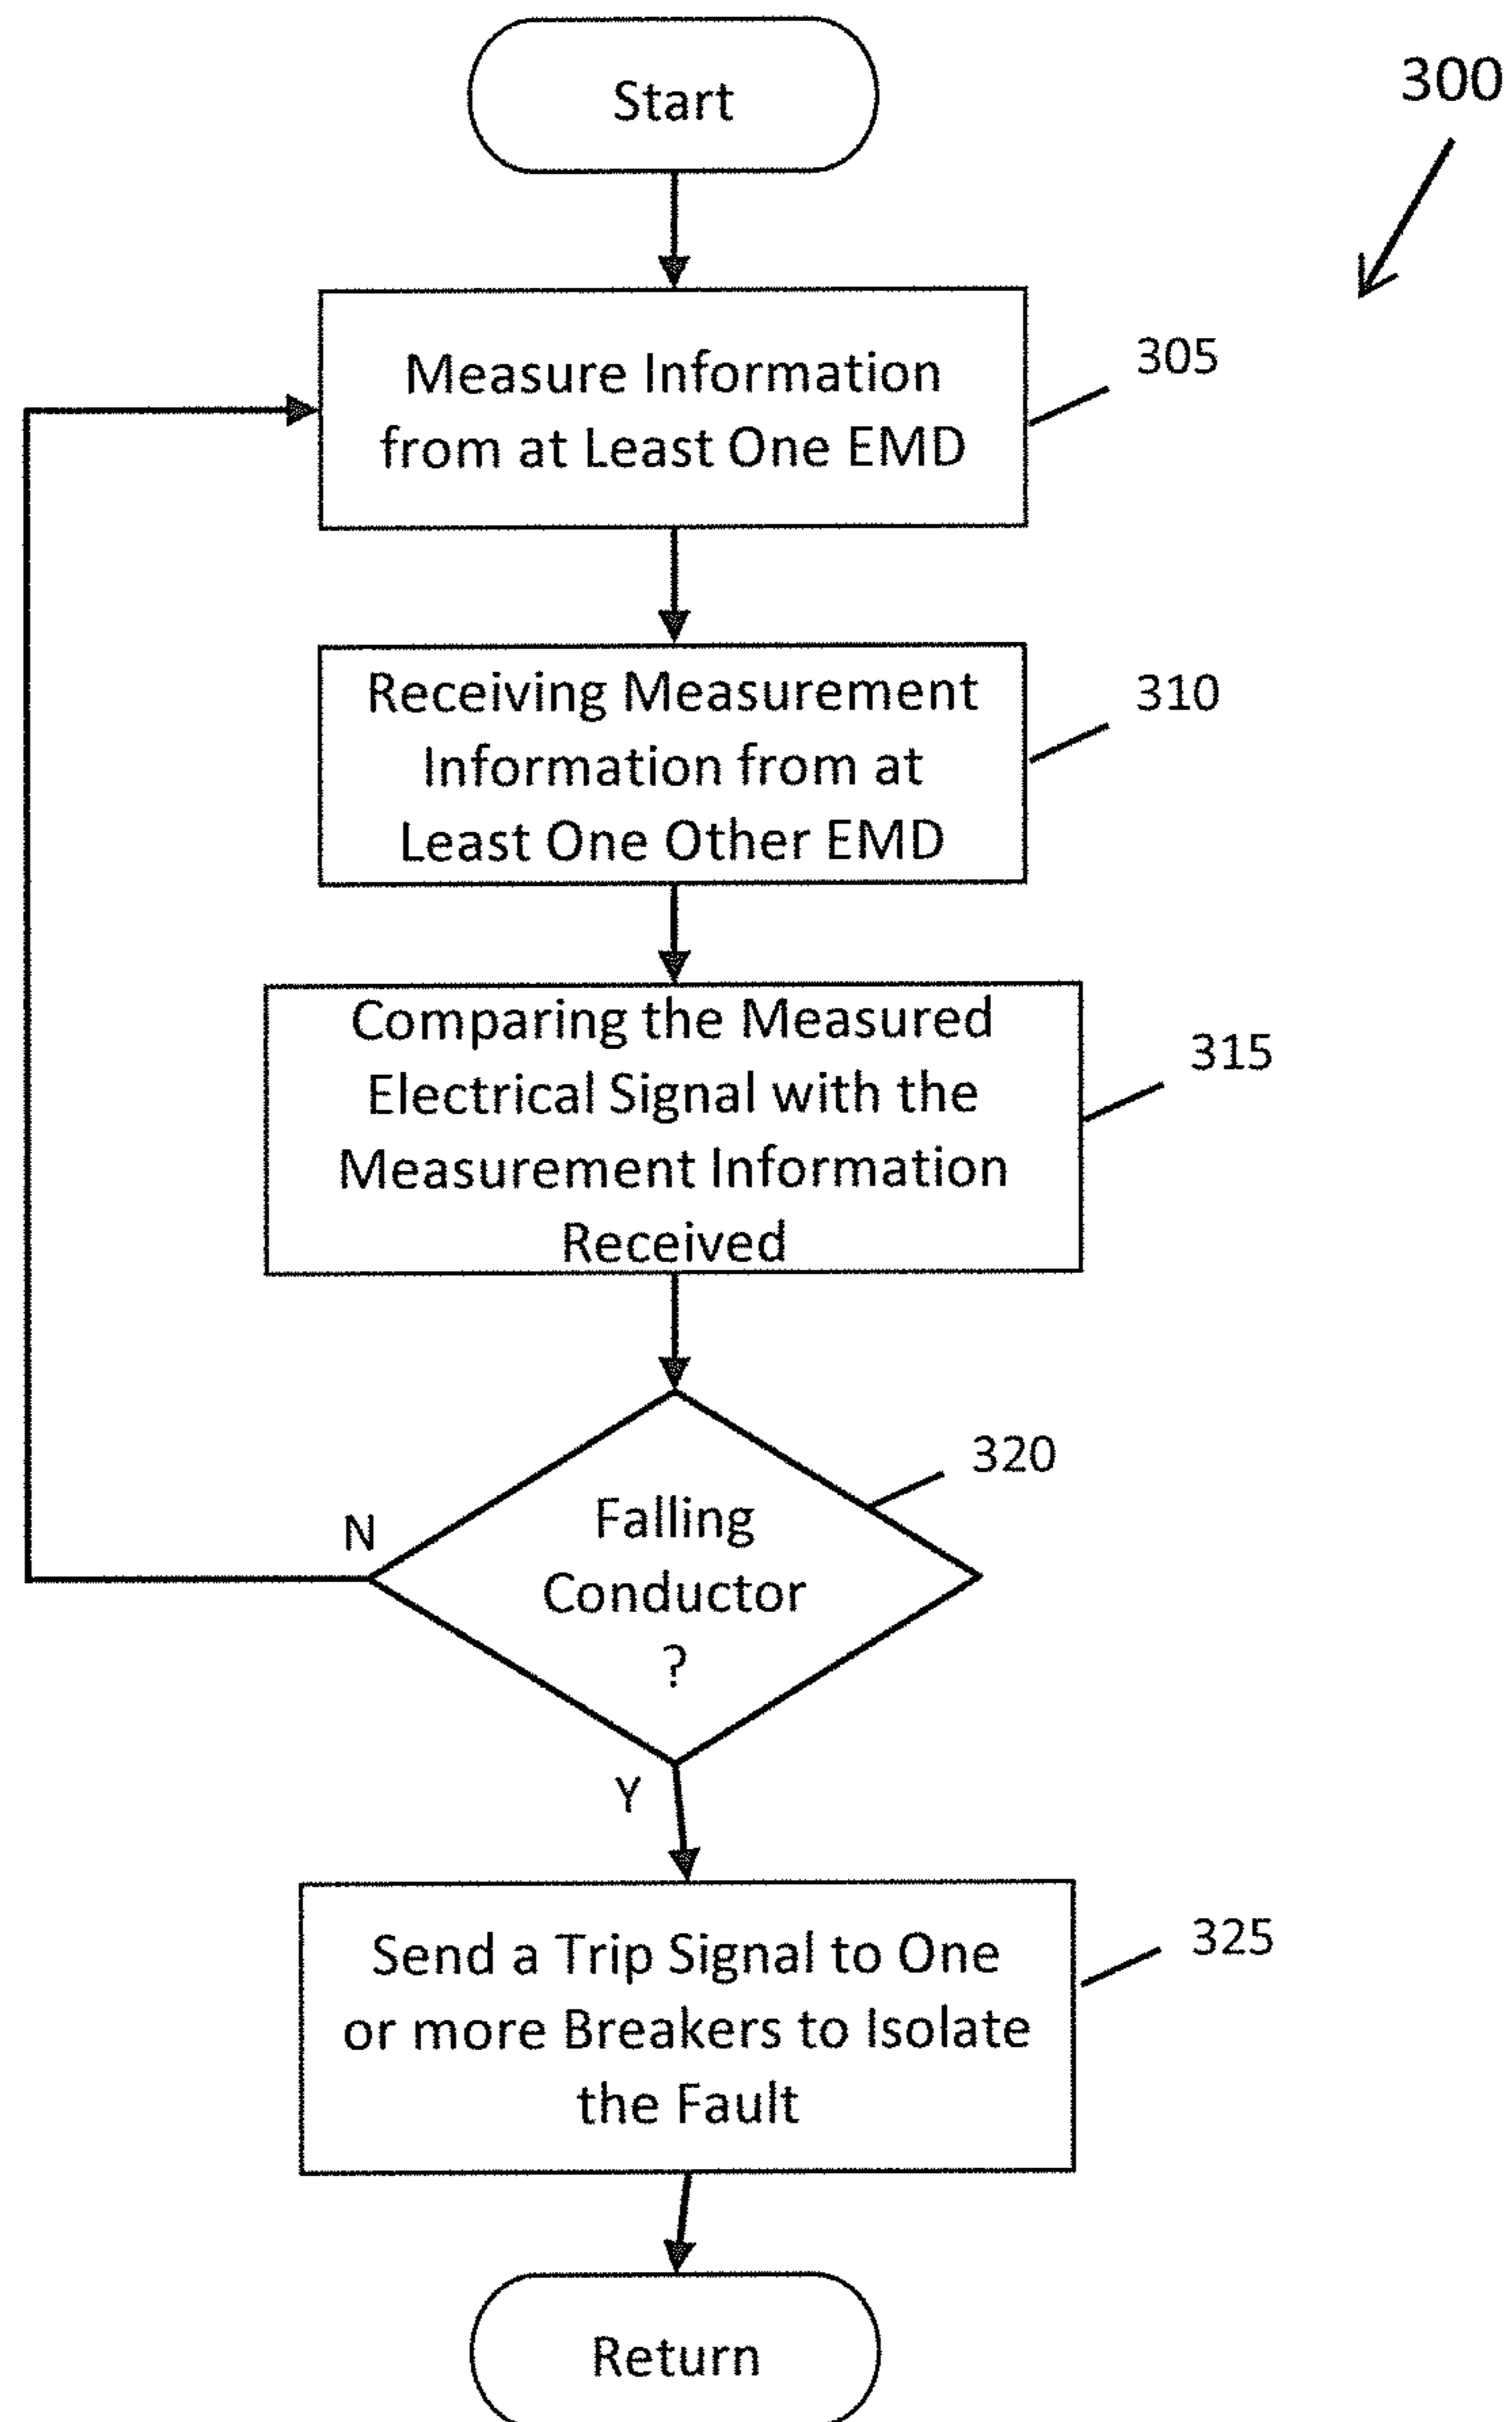 Start
300
Measure Information
from at Least One EMD
305
Receiving Measurement
Information from at
Least One Other EMD
310
Comparing the Measured
Electrical Signal with the
Measurement Information
Received
315
320
Falling
Conductor
?
N
Y
Send a Trip Signal to One
or more Breakers to Isolate
the Fault
325
Return